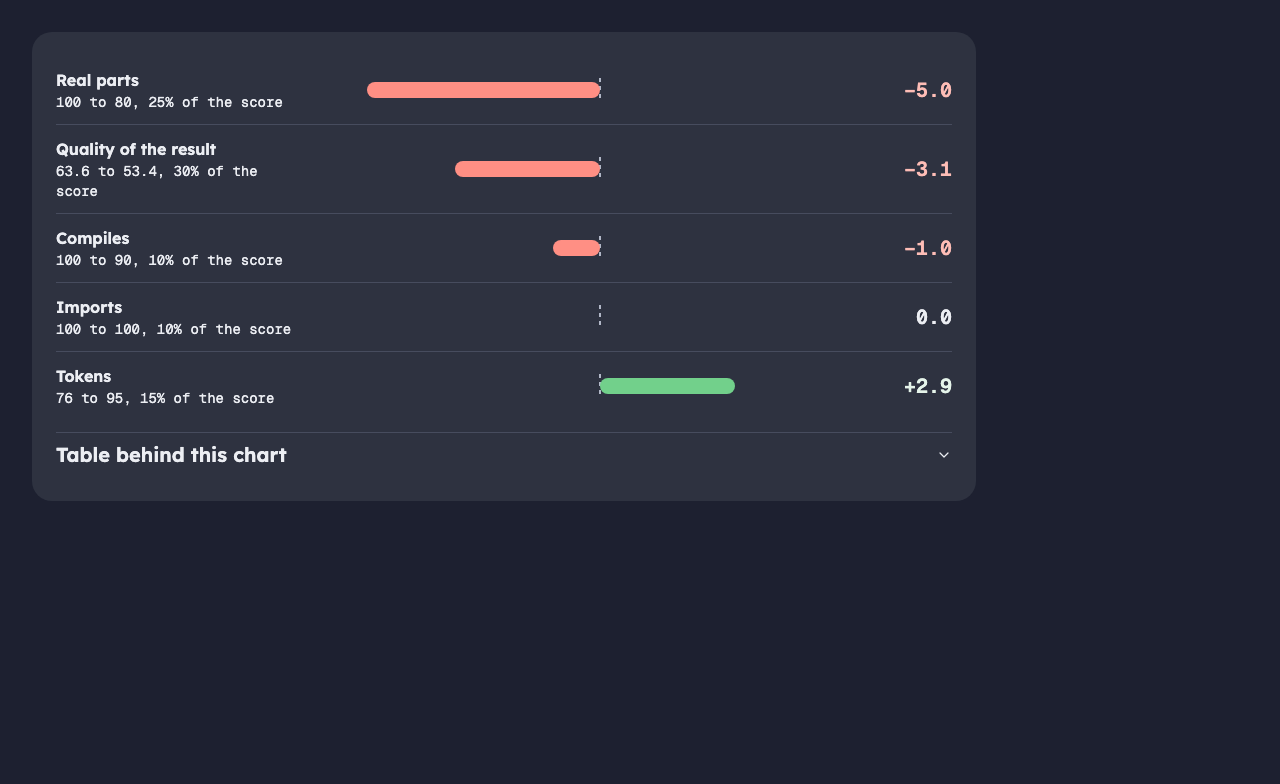 Real parts
100 to 80, 25% of the score
−5.0
Quality of the result
63.6 to 53.4, 30% of the
score
−3.1
Compiles
100 to 90, 10% of the score
−1.0
Imports
100 to 100, 10% of the score
0.0
Tokens
76 to 95, 15% of the score
+2.9
Table behind this chart